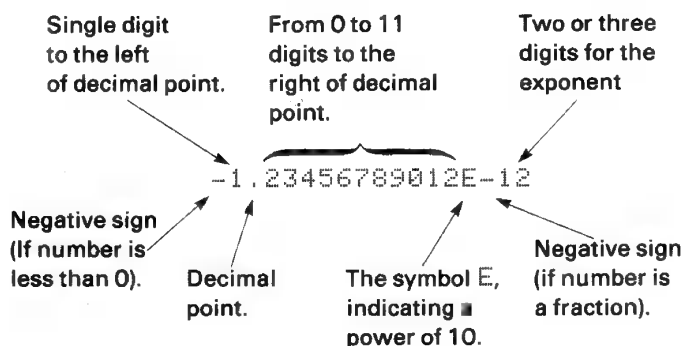 Single digit
to the left
of decimal point.
From 0 to 11
digits to the
right of decimal
point.
Two or three
digits for the
exponent
-1.23456789012E-12
Negative sign
(If number is
less than 0).
Decimal
point.
The symbol E,
indicating
power of 10.
Negative sign
(if number is
a fraction).